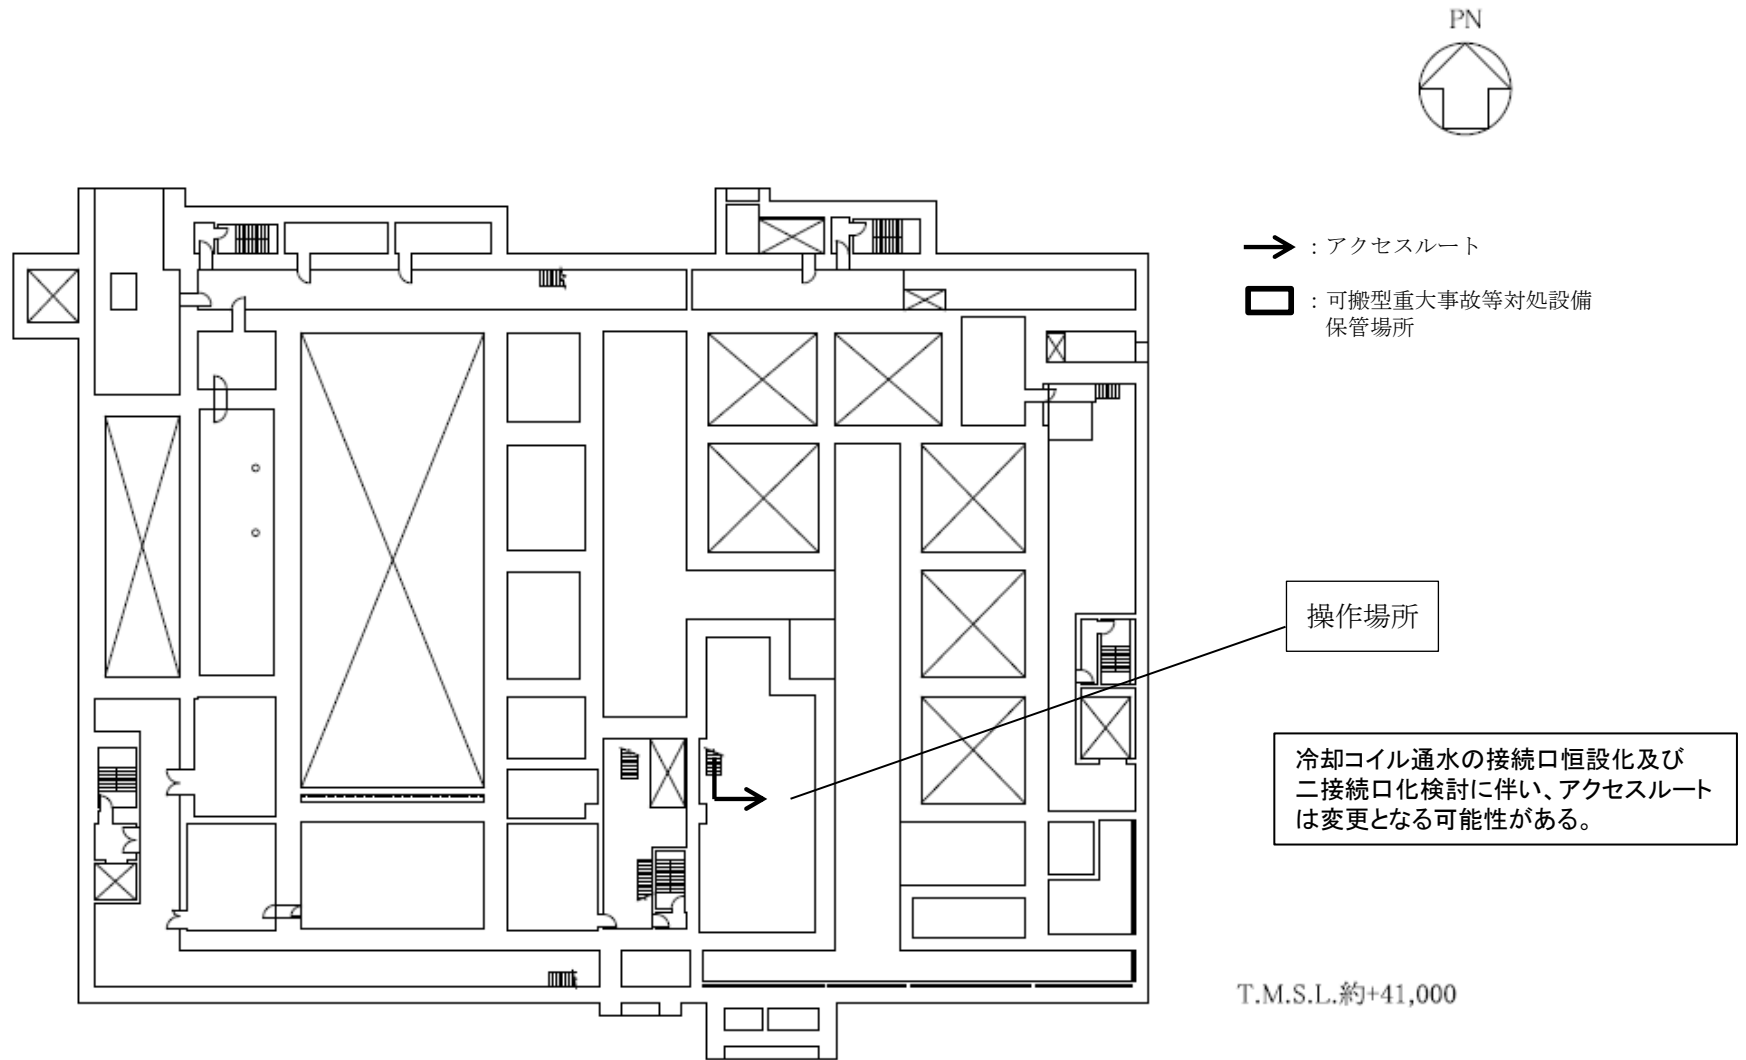 PN
：アクセスルート
：可搬型重大事故等対処設備
保管場所
操作場所
冷却コイル通水の接続口恒設化及び
二接続口化検討に伴い、アクセスルート
は変更となる可能性がある。
T.M.S.L.約+41,000